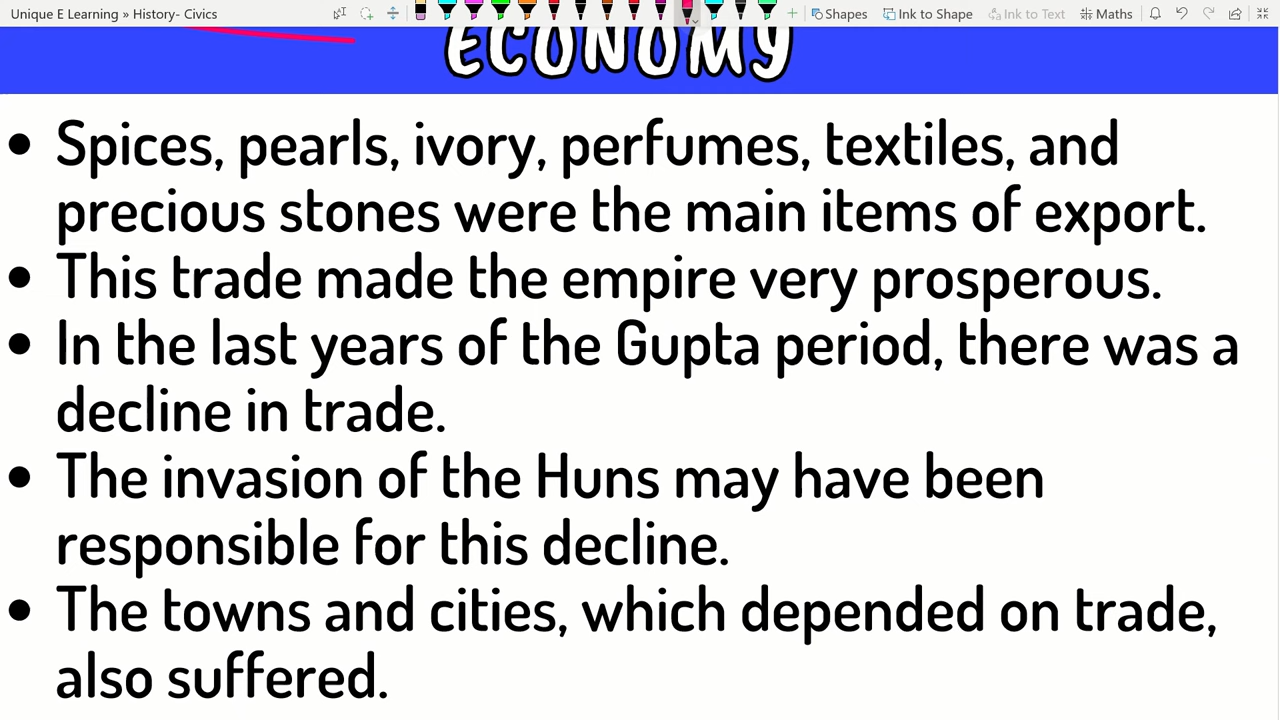 Unique E Learning » History- Civics
Shapes Ink to Shape Ink to Text Maths
ECONOMY
• Spices, pearls, ivory, perfumes, textiles, and
precious stones were the main items of export.
• This trade made the empire very prosperous.
• In the last years of the Gupta period, there was a
decline in trade.
• The invasion of the Huns may have been
responsible for this decline.
• The towns and cities, which depended on trade,
also suffered.